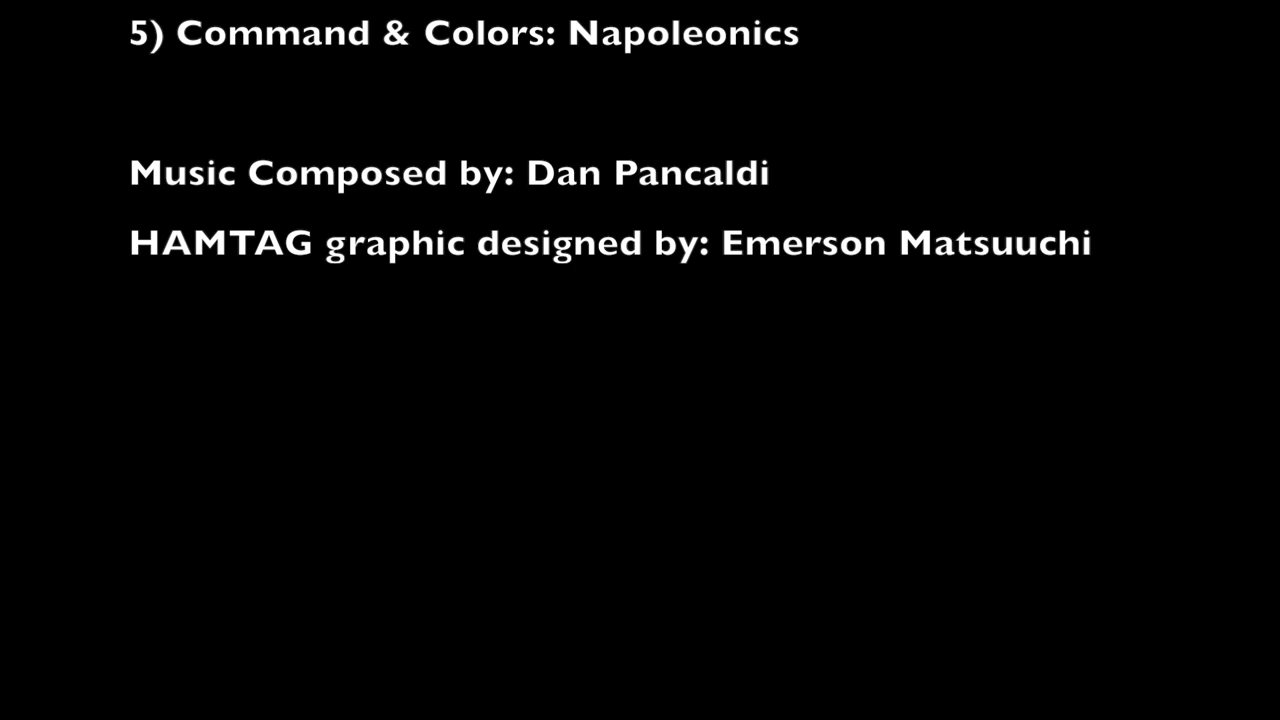 5) Command & Colors: Napoleonics
Music Composed by: Dan Pancaldi
HAMTAG graphic designed by: Emerson Matsuuchi